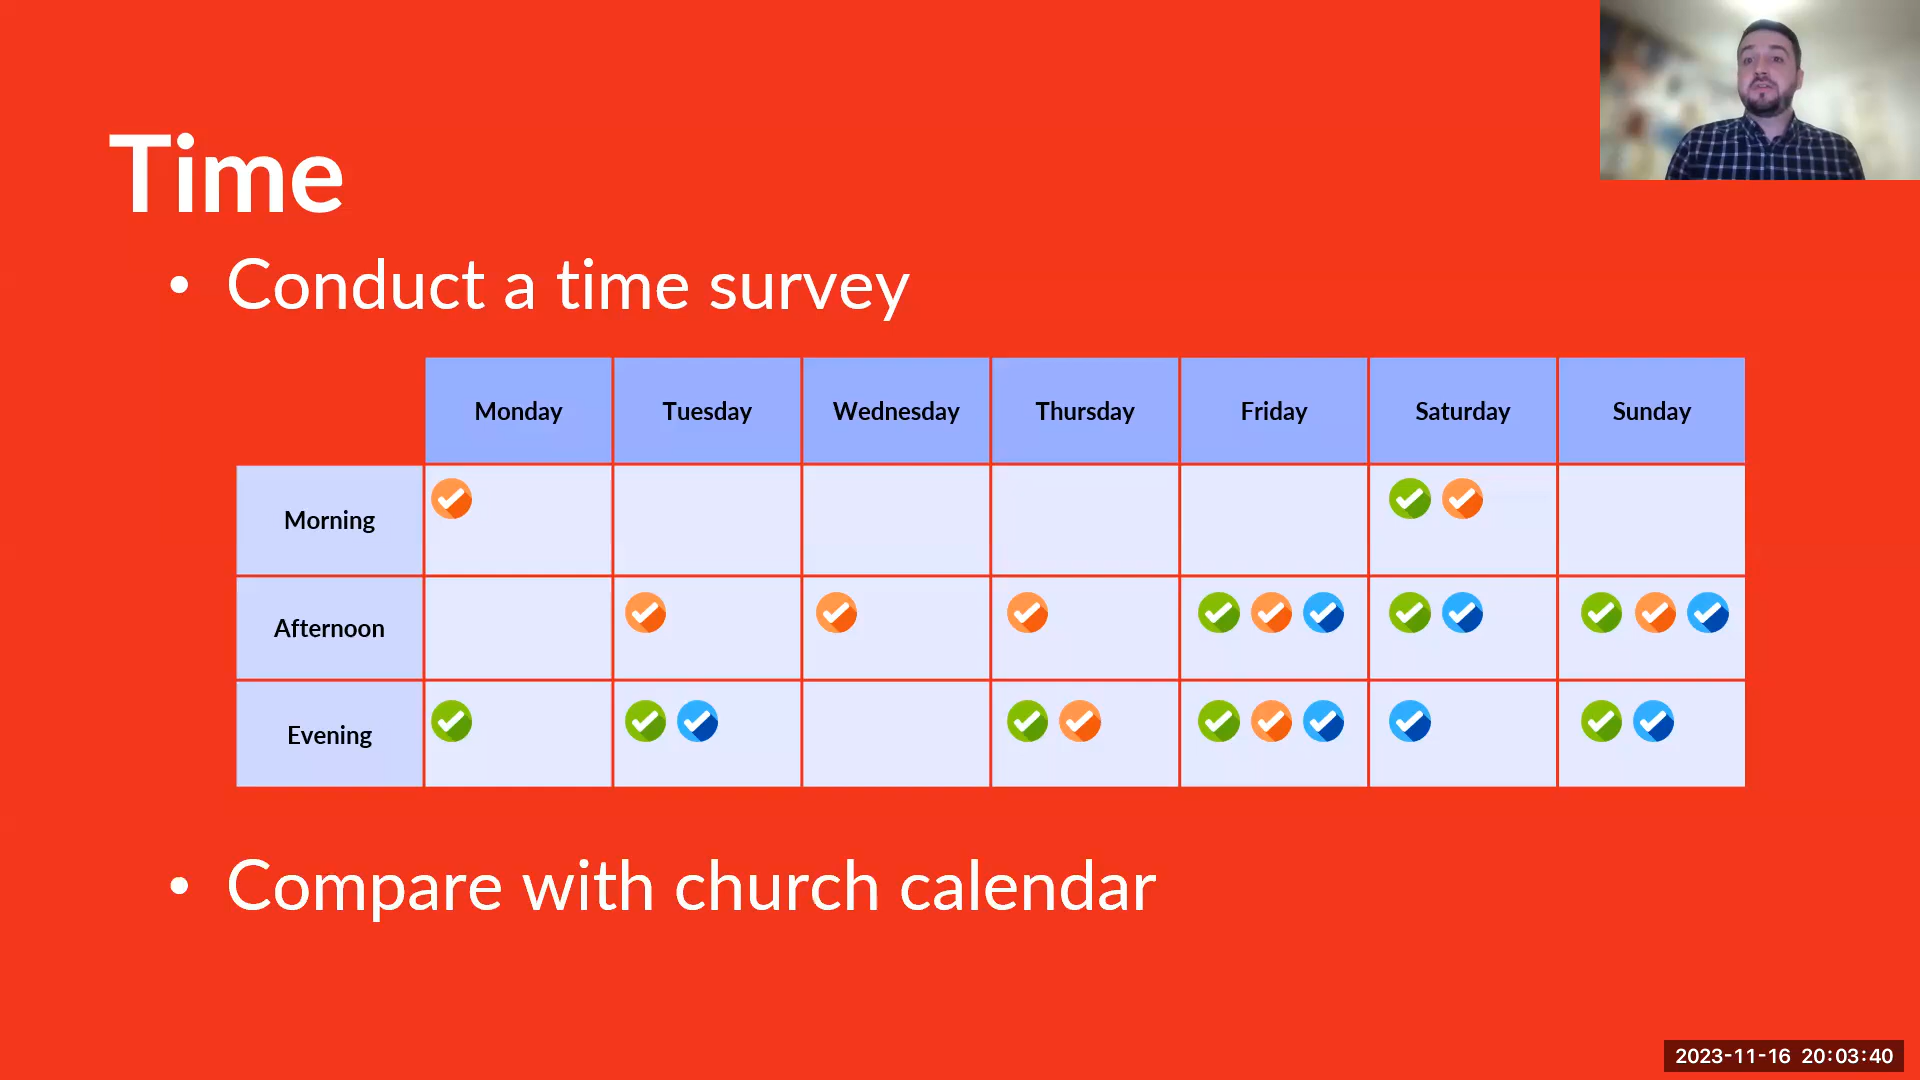 Time
• Conduct a time survey
Monday Tuesday Wednesday Thursday Friday Saturday Sunday
Morning
Afternoon
Evening
• Compare with church calendar
2023-11-16 20:03:40